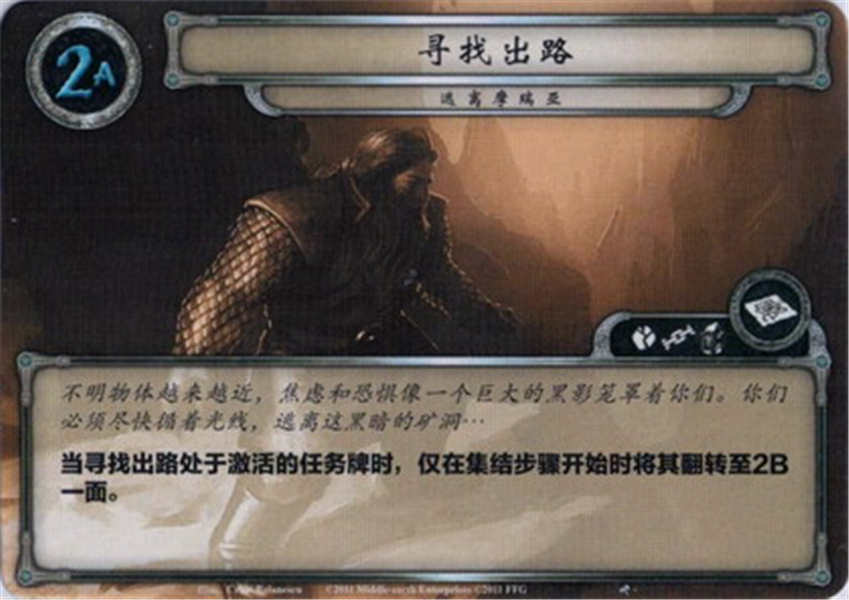 2A
寻找出路
逃离摩瑞亚
不明物体越来越近，焦虑和恐惧像一个巨大的黑影笼罩着你们。你们
必须尽快循着光线，逃离这黑暗的矿洞…
当寻找出路处于激活的任务牌时，仅在集结步骤开始时将其翻转至2B
一面。
©2011 Middle-earth Enterprises ©2011 FFG